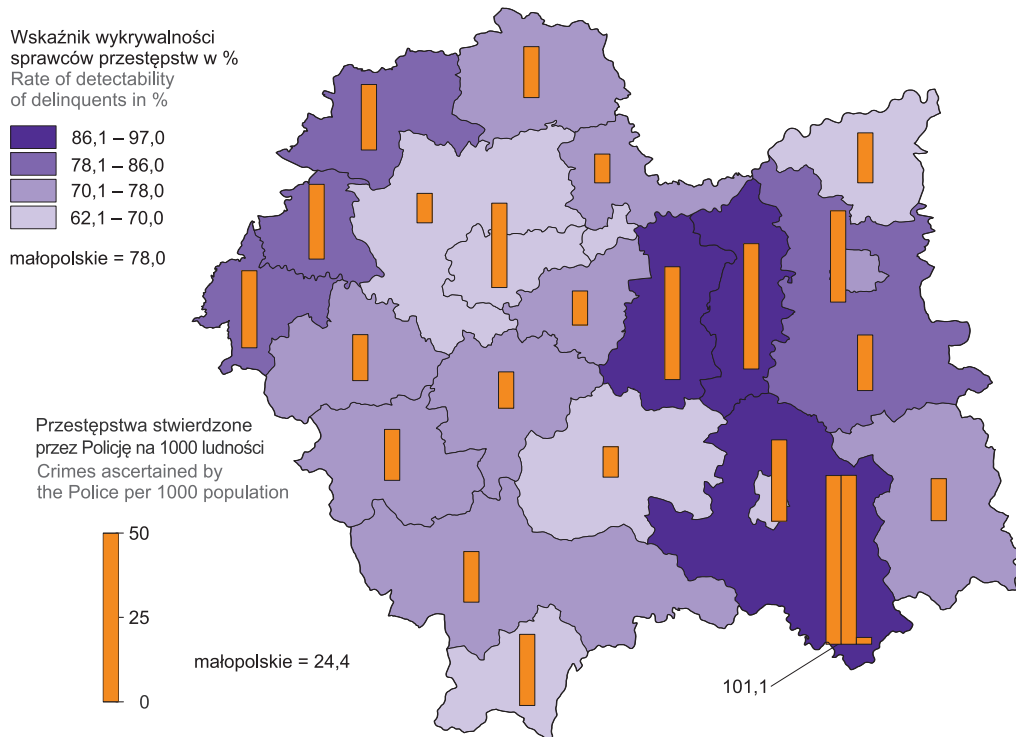 Wskaźnik wykrywalności
sprawców przestępstw w %
Rate of detectability
of delinquents in %
86,1 – 97,0
78,1 – 86,0
70,1 – 78,0
62,1 – 70,0
małopolskie = 78,0
Przestępstwa stwierdzone
przez Policję na 1000 ludności
Crimes ascertained by
the Police per 1000 population
50
25
0
małopolskie = 24,4
101,1